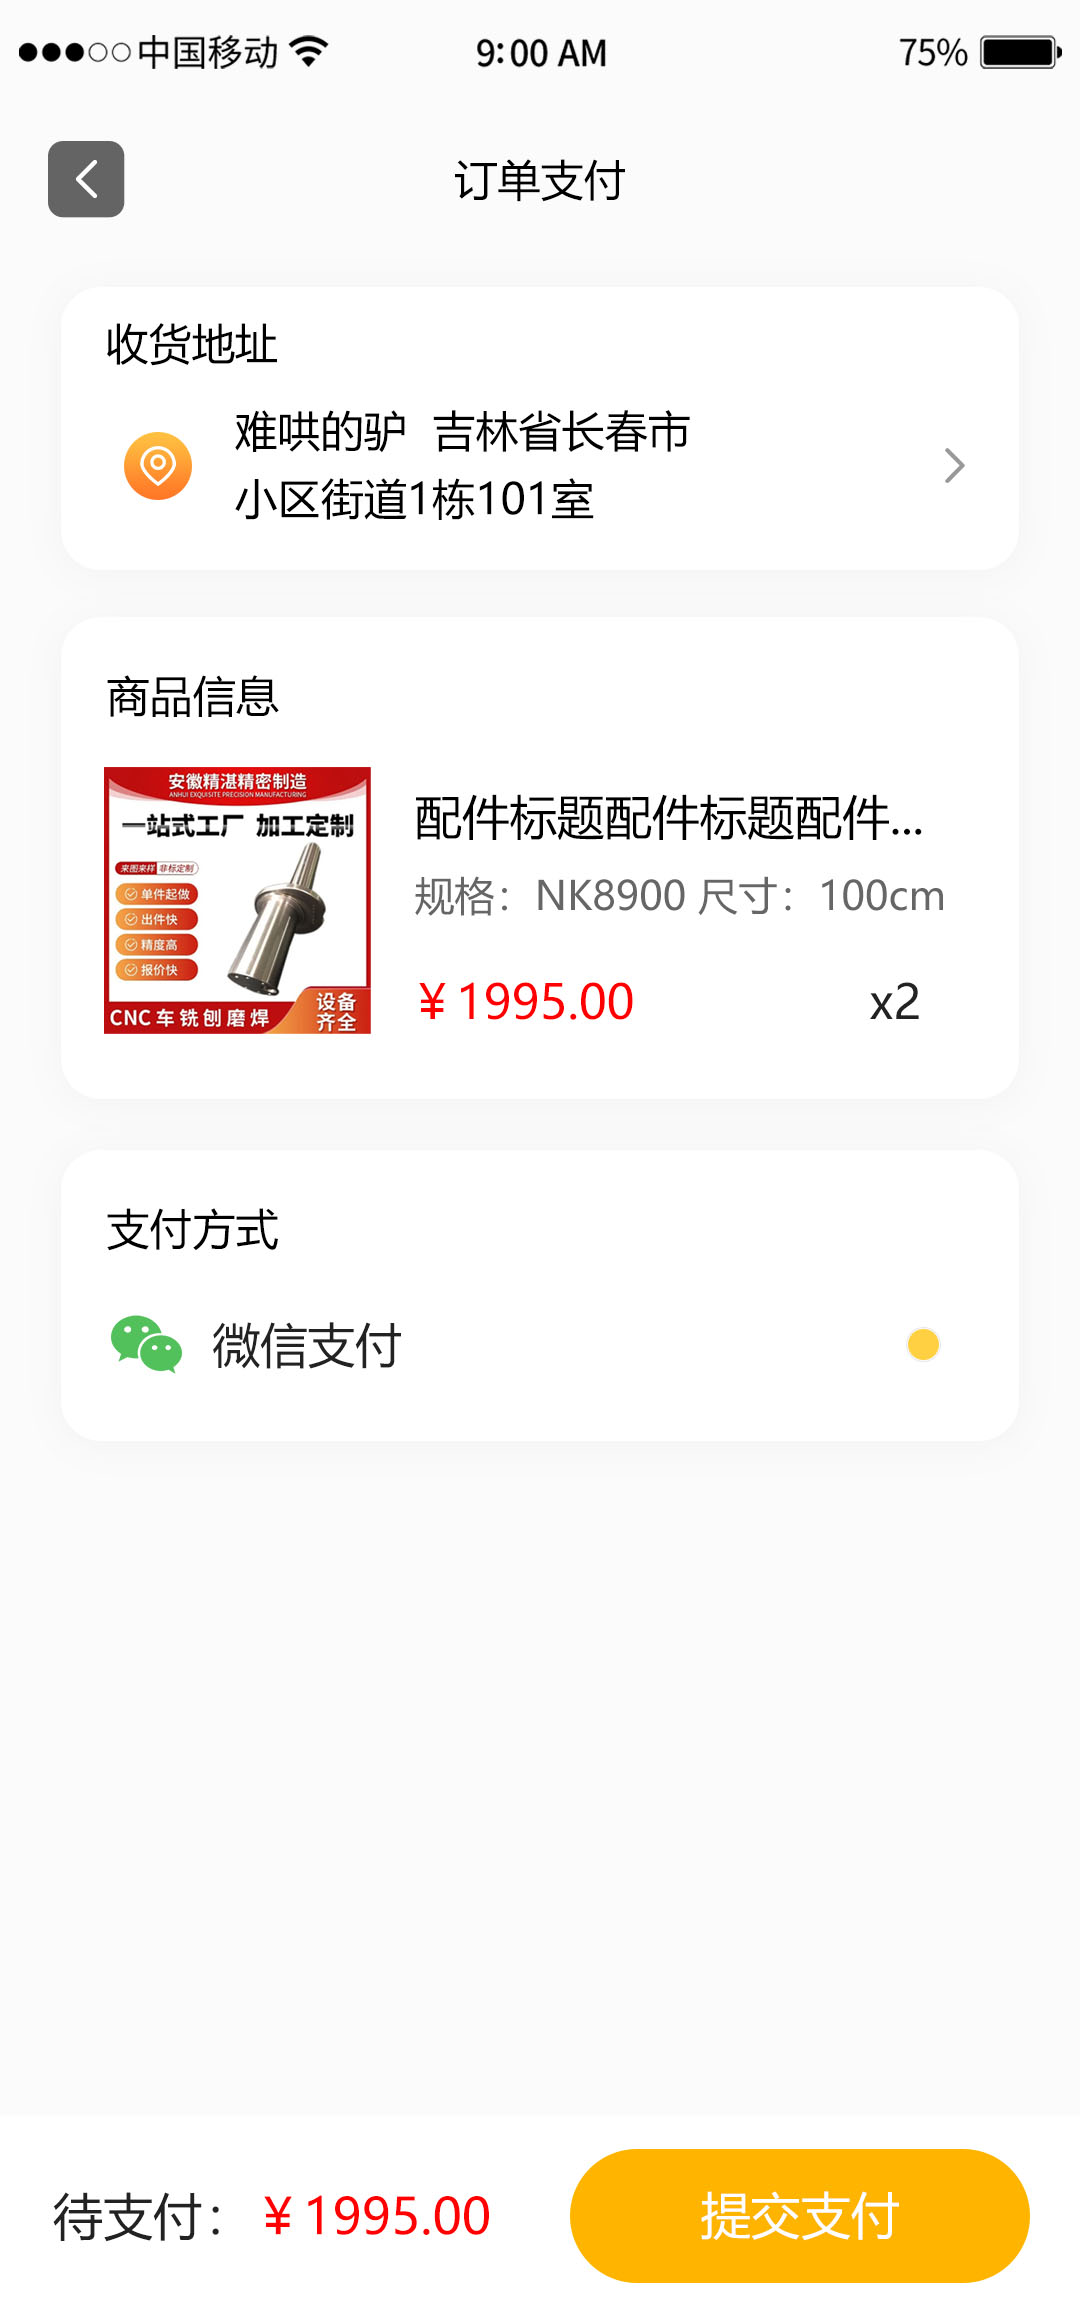 中国移动 9:00 AM 75%
订单支付
收货地址
难哄的驴 吉林省长春市
小区街道1栋101室
商品信息
安徽精湛精密制造
ANHUI EXQUISITE PRECISION MANUFACTURING
一站式工厂 加工定制
来图来样 非标定制
单件起做
出件快
精度高
报价快
CNC 车 铣 刨 磨 焊
设备
齐全
配件标题配件标题配件...
规格：NK8900 尺寸：100cm
¥ 1995.00 x2
支付方式
微信支付
待支付： ¥ 1995.00 提交支付